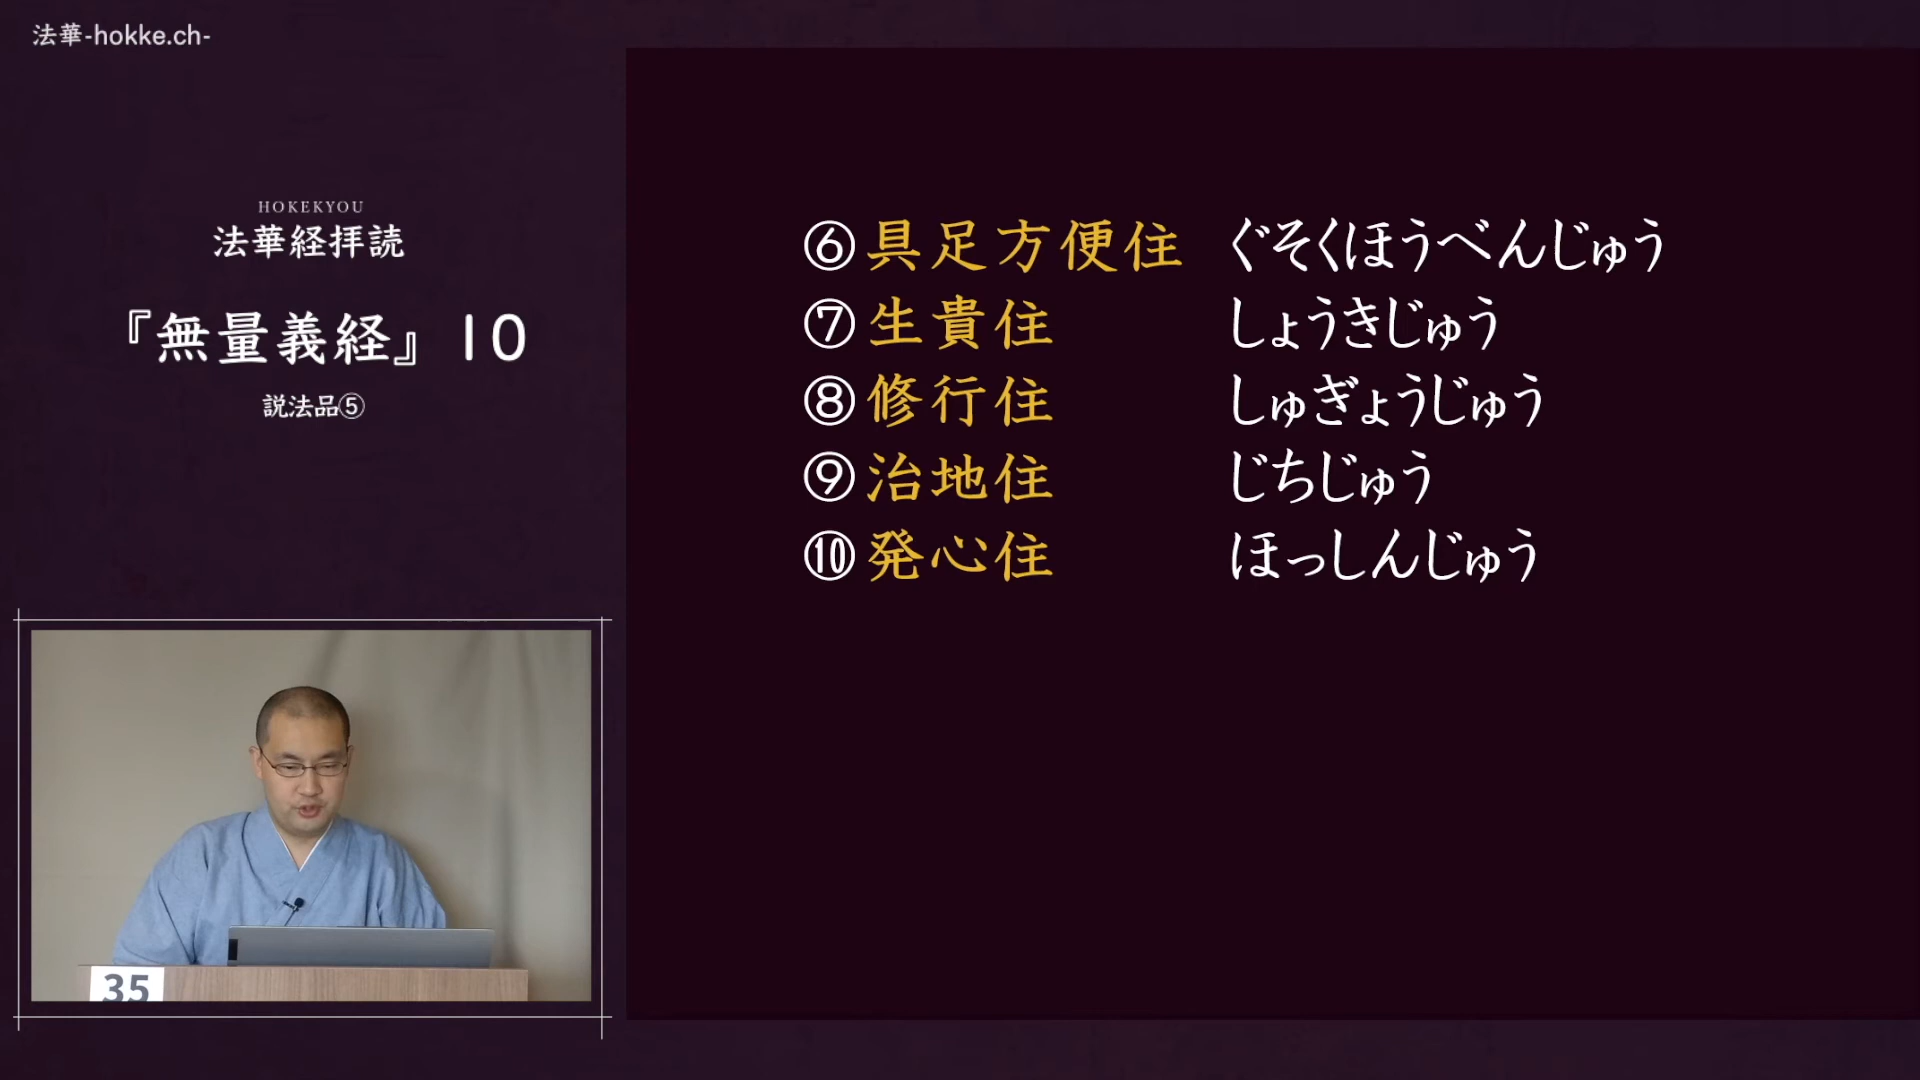 法華-hokke.ch-
HOKEKYOU
法華経拝読
『無量義経』10
説法品⑤
⑥具足方便住 ぐそくほうべんじゅう
⑦生貴住 しょうきじゅう
⑧修行住 しゅぎょうじゅう
⑨治地住 じちじゅう
⑩発心住 ほっしんじゅう
35